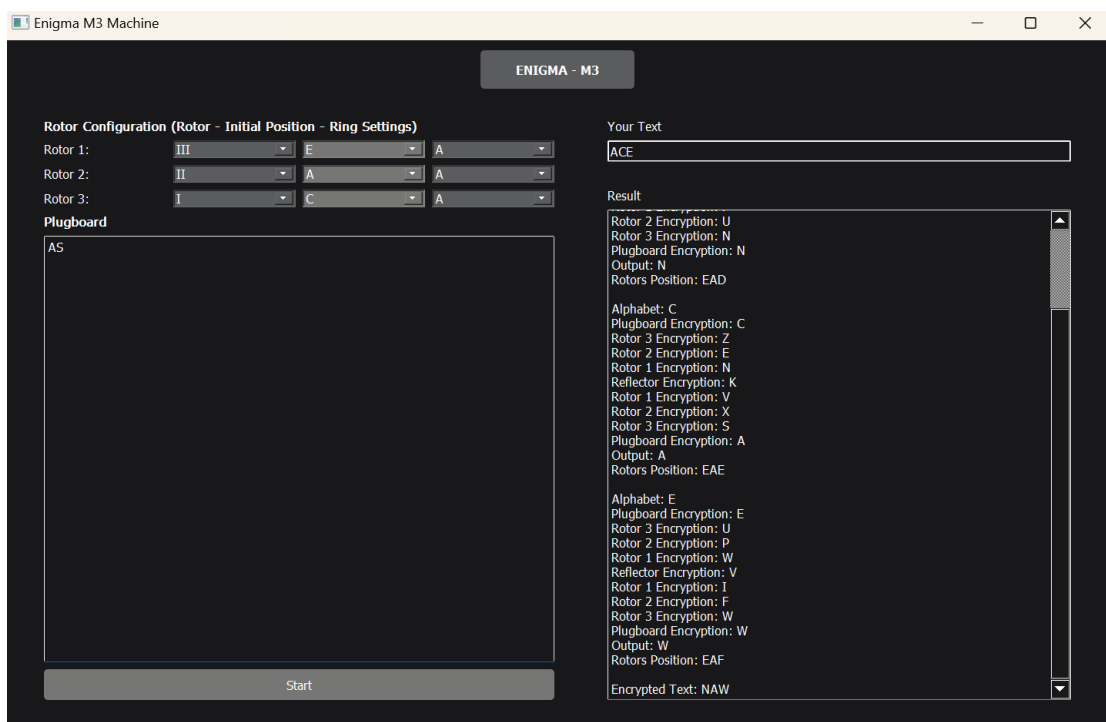 Enigma M3 Machine
ENIGMA - M3
Rotor Configuration (Rotor - Initial Position - Ring Settings)
Rotor 1: III E A
Rotor 2: II A A
Rotor 3: I C A
Plugboard
AS
Start
Your Text
ACE
Result
Rotor 2 Encryption: U
Rotor 3 Encryption: N
Plugboard Encryption: N
Output: N
Rotors Position: EAD
Alphabet: C
Plugboard Encryption: C
Rotor 3 Encryption: Z
Rotor 2 Encryption: E
Rotor 1 Encryption: N
Reflector Encryption: K
Rotor 1 Encryption: V
Rotor 2 Encryption: X
Rotor 3 Encryption: S
Plugboard Encryption: A
Output: A
Rotors Position: EAE
Alphabet: E
Plugboard Encryption: E
Rotor 3 Encryption: U
Rotor 2 Encryption: P
Rotor 1 Encryption: W
Reflector Encryption: V
Rotor 1 Encryption: I
Rotor 2 Encryption: F
Rotor 3 Encryption: W
Plugboard Encryption: W
Output: W
Rotors Position: EAF
Encrypted Text: NAW